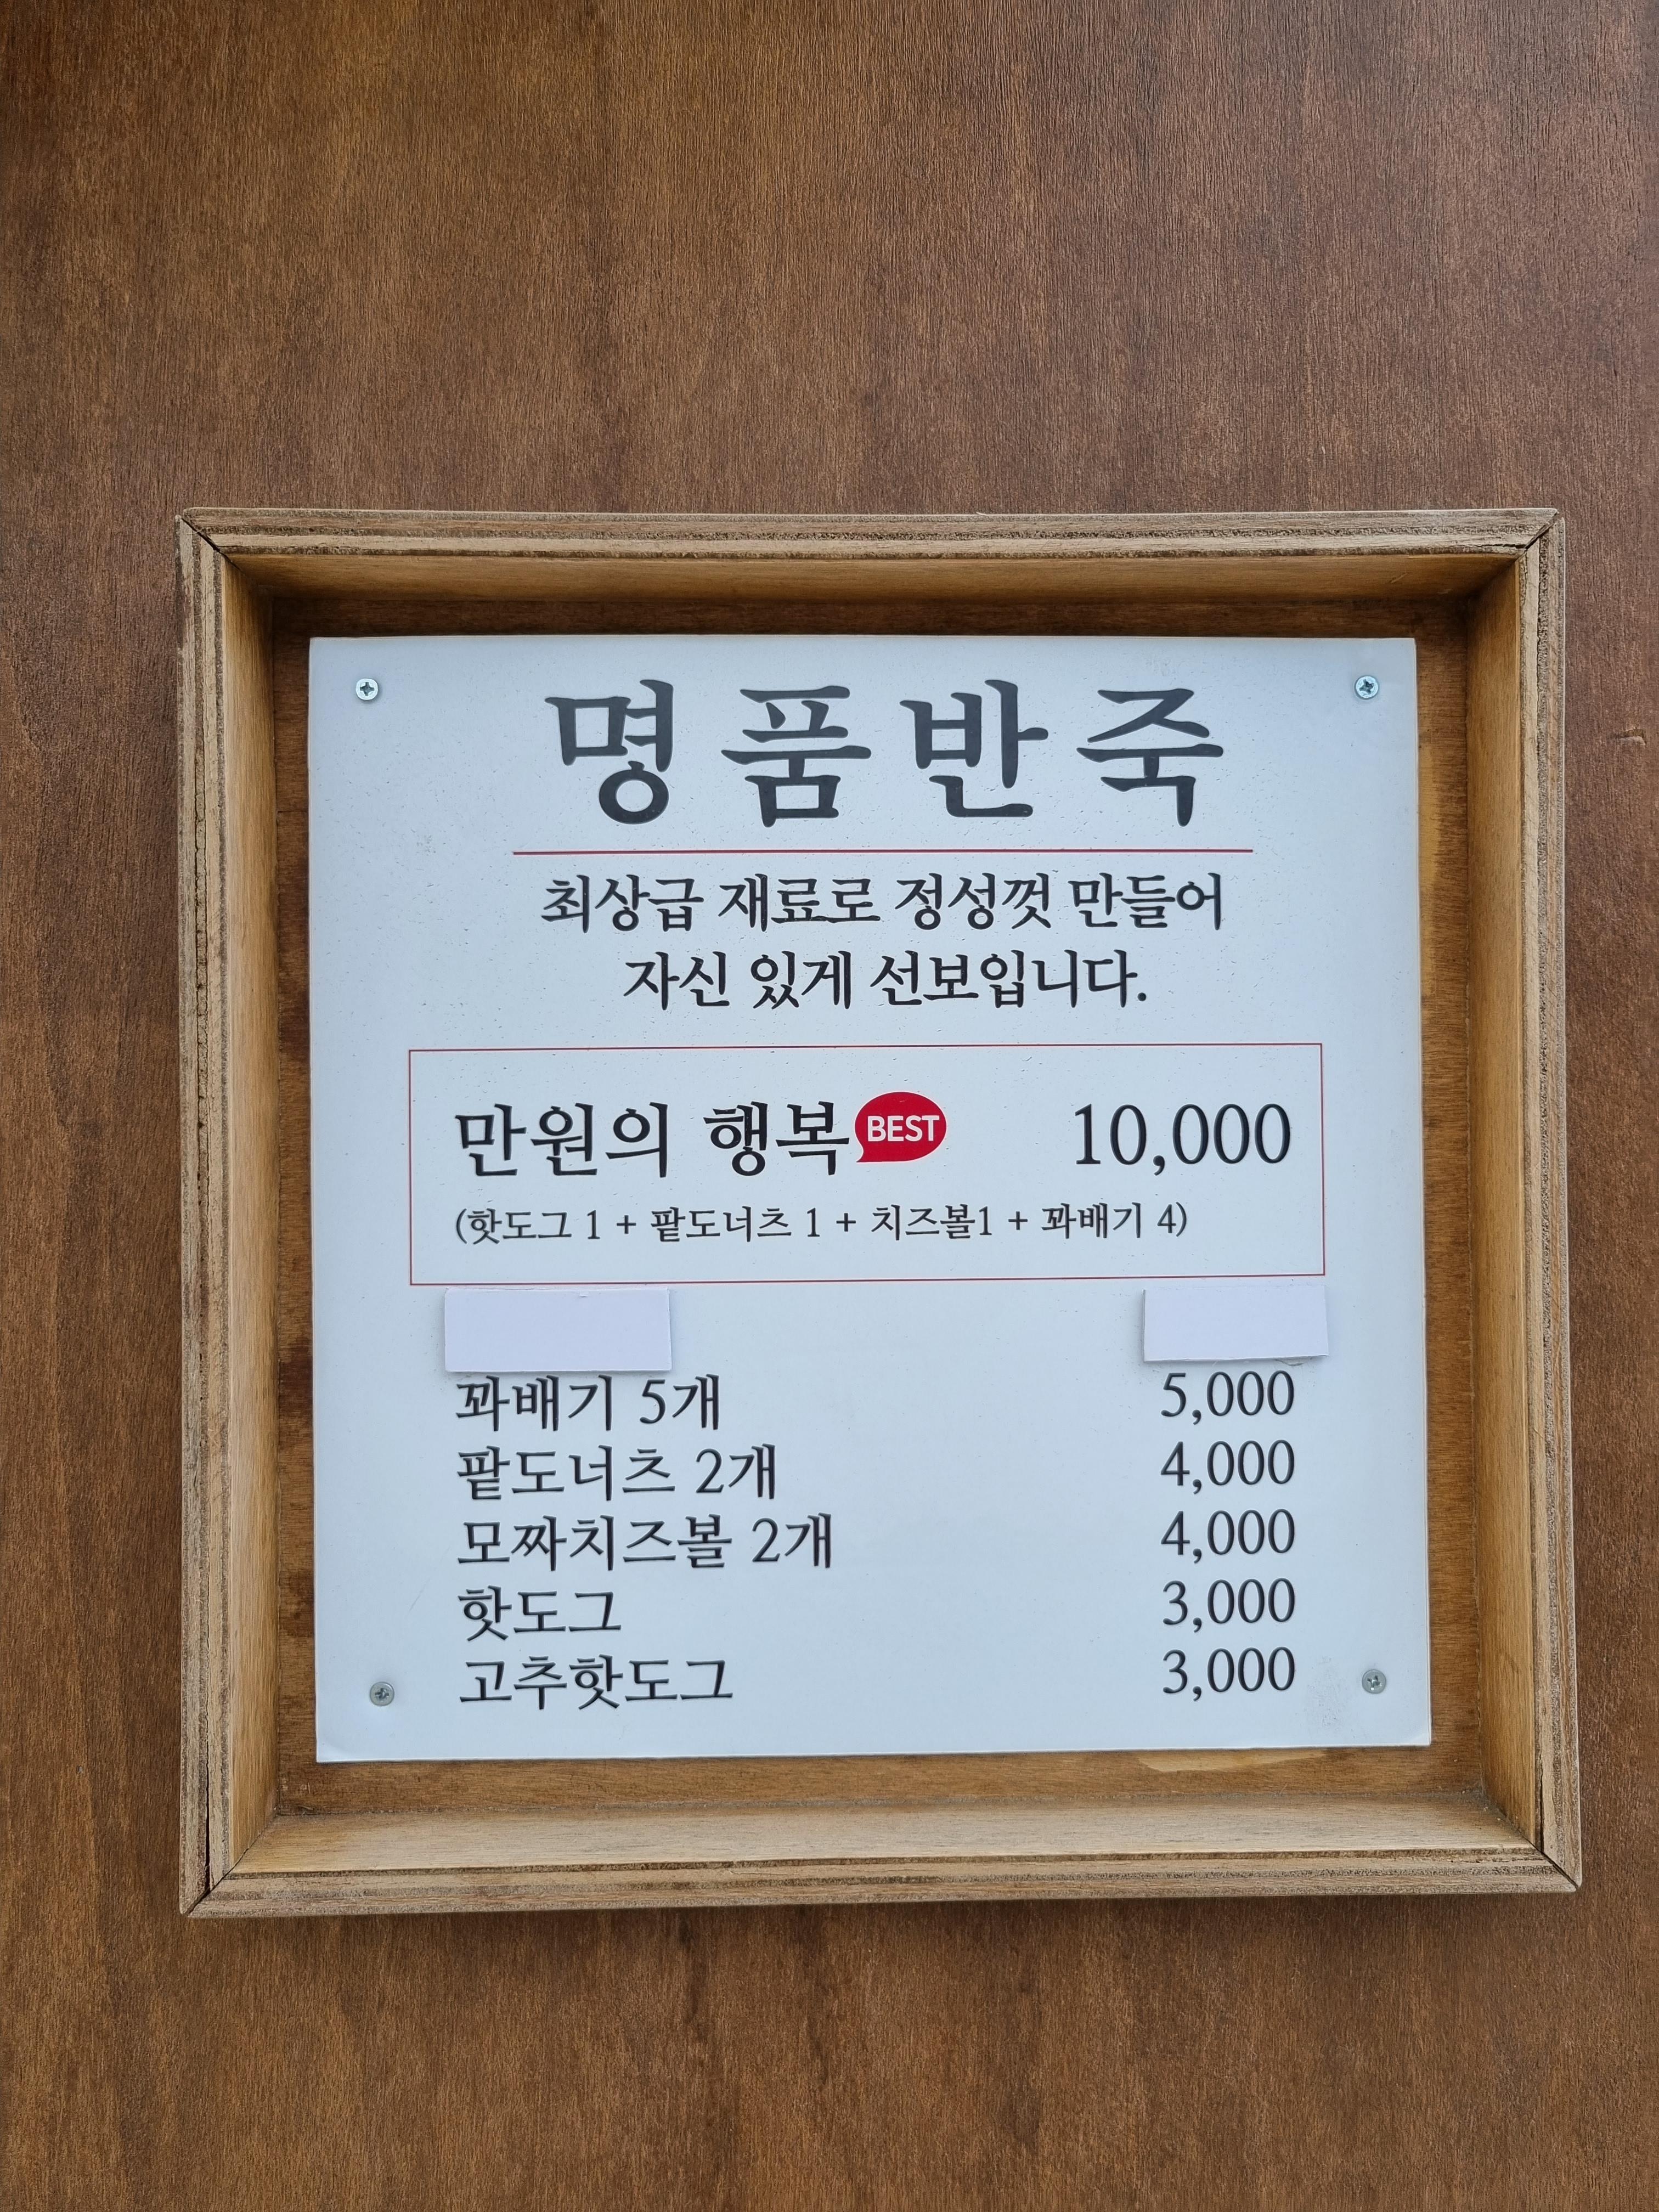 명품반죽
최상급 재료로 정성껏 만들어
자신 있게 선보입니다.
만원의 행복 BEST 10,000
(핫도그 1 + 팥도너츠 1 + 치즈볼1 + 꽈배기 4)
꽈배기 5개 5,000
팥도너츠 2개 4,000
모짜치즈볼 2개 4,000
핫도그 3,000
고추핫도그 3,000